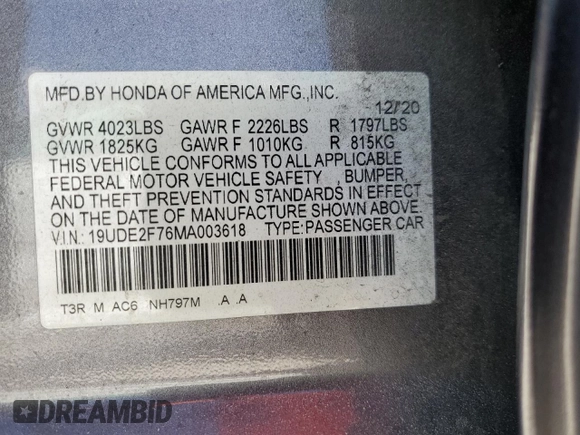 MFD.BY HONDA OF AMERICA MFG.,INC.
12/20
GVWR 4023LBS GAWR F 2226LBS R 1797LBS
GVWR 1825KG GAWR F 1010KG R 815KG
THIS VEHICLE CONFORMS TO ALL APPLICABLE
FEDERAL MOTOR VEHICLE SAFETY , BUMPER,
AND THEFT PREVENTION STANDARDS IN EFFECT
ON THE DATE OF MANUFACTURE SHOWN ABOVE.
V.I.N: 19UDE2F76MA003618 TYPE:PASSENGER CAR
T3R M AC6 NH797M .A .A
DREAMBID